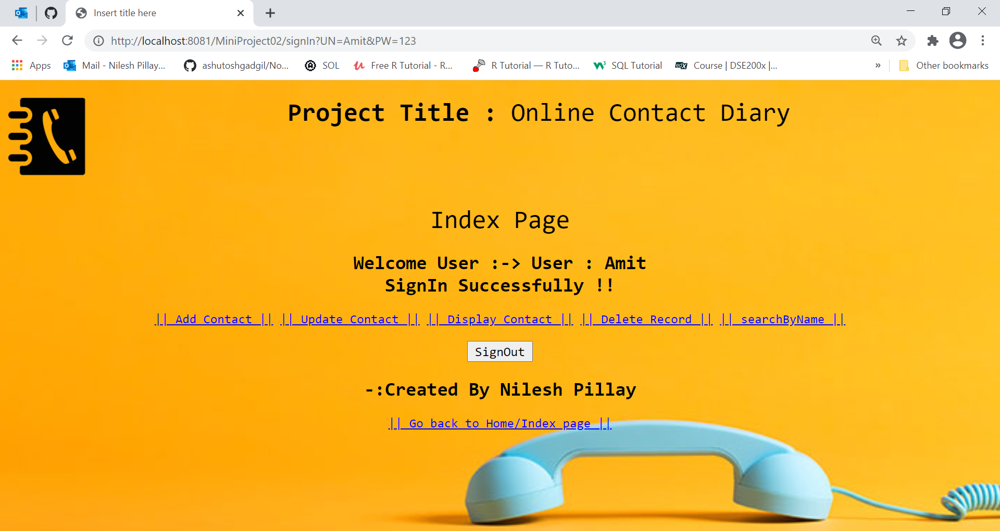 Insert title here
http://localhost:8081/MiniProject02/signIn?UN=Amit&PW=123
Apps Mail - Nilesh Pillay... ashutoshgadgil/No... SOL Free R Tutorial - R... R Tutorial — R Tuto... SQL Tutorial edX Course | DSE200x |... » Other bookmarks
Project Title : Online Contact Diary
Index Page
Welcome User :-> User : Amit
SignIn Successfully !!
|| Add Contact || || Update Contact || || Display Contact || || Delete Record || || searchByName ||
SignOut
-:Created By Nilesh Pillay
|| Go back to Home/Index page ||